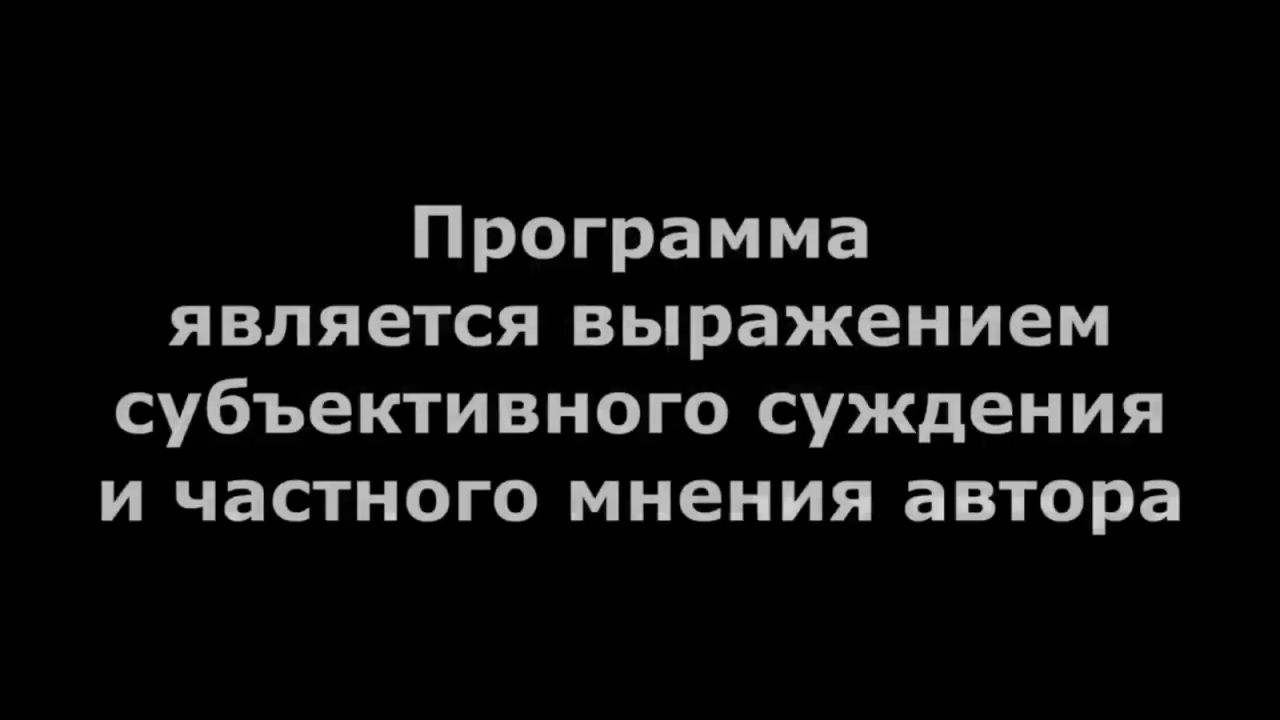 Программа
является выражением
субъективного суждения
и частного мнения автора